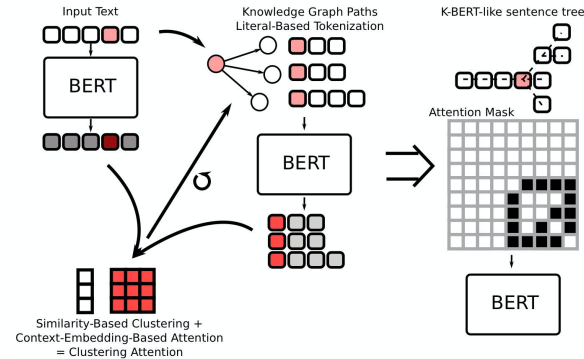 Input Text
BERT
Knowledge Graph Paths
Literal-Based Tokenization
BERT
K-BERT-like sentence tree
Attention Mask
BERT
Similarity-Based Clustering +
Context-Embedding-Based Attention
= Clustering Attention